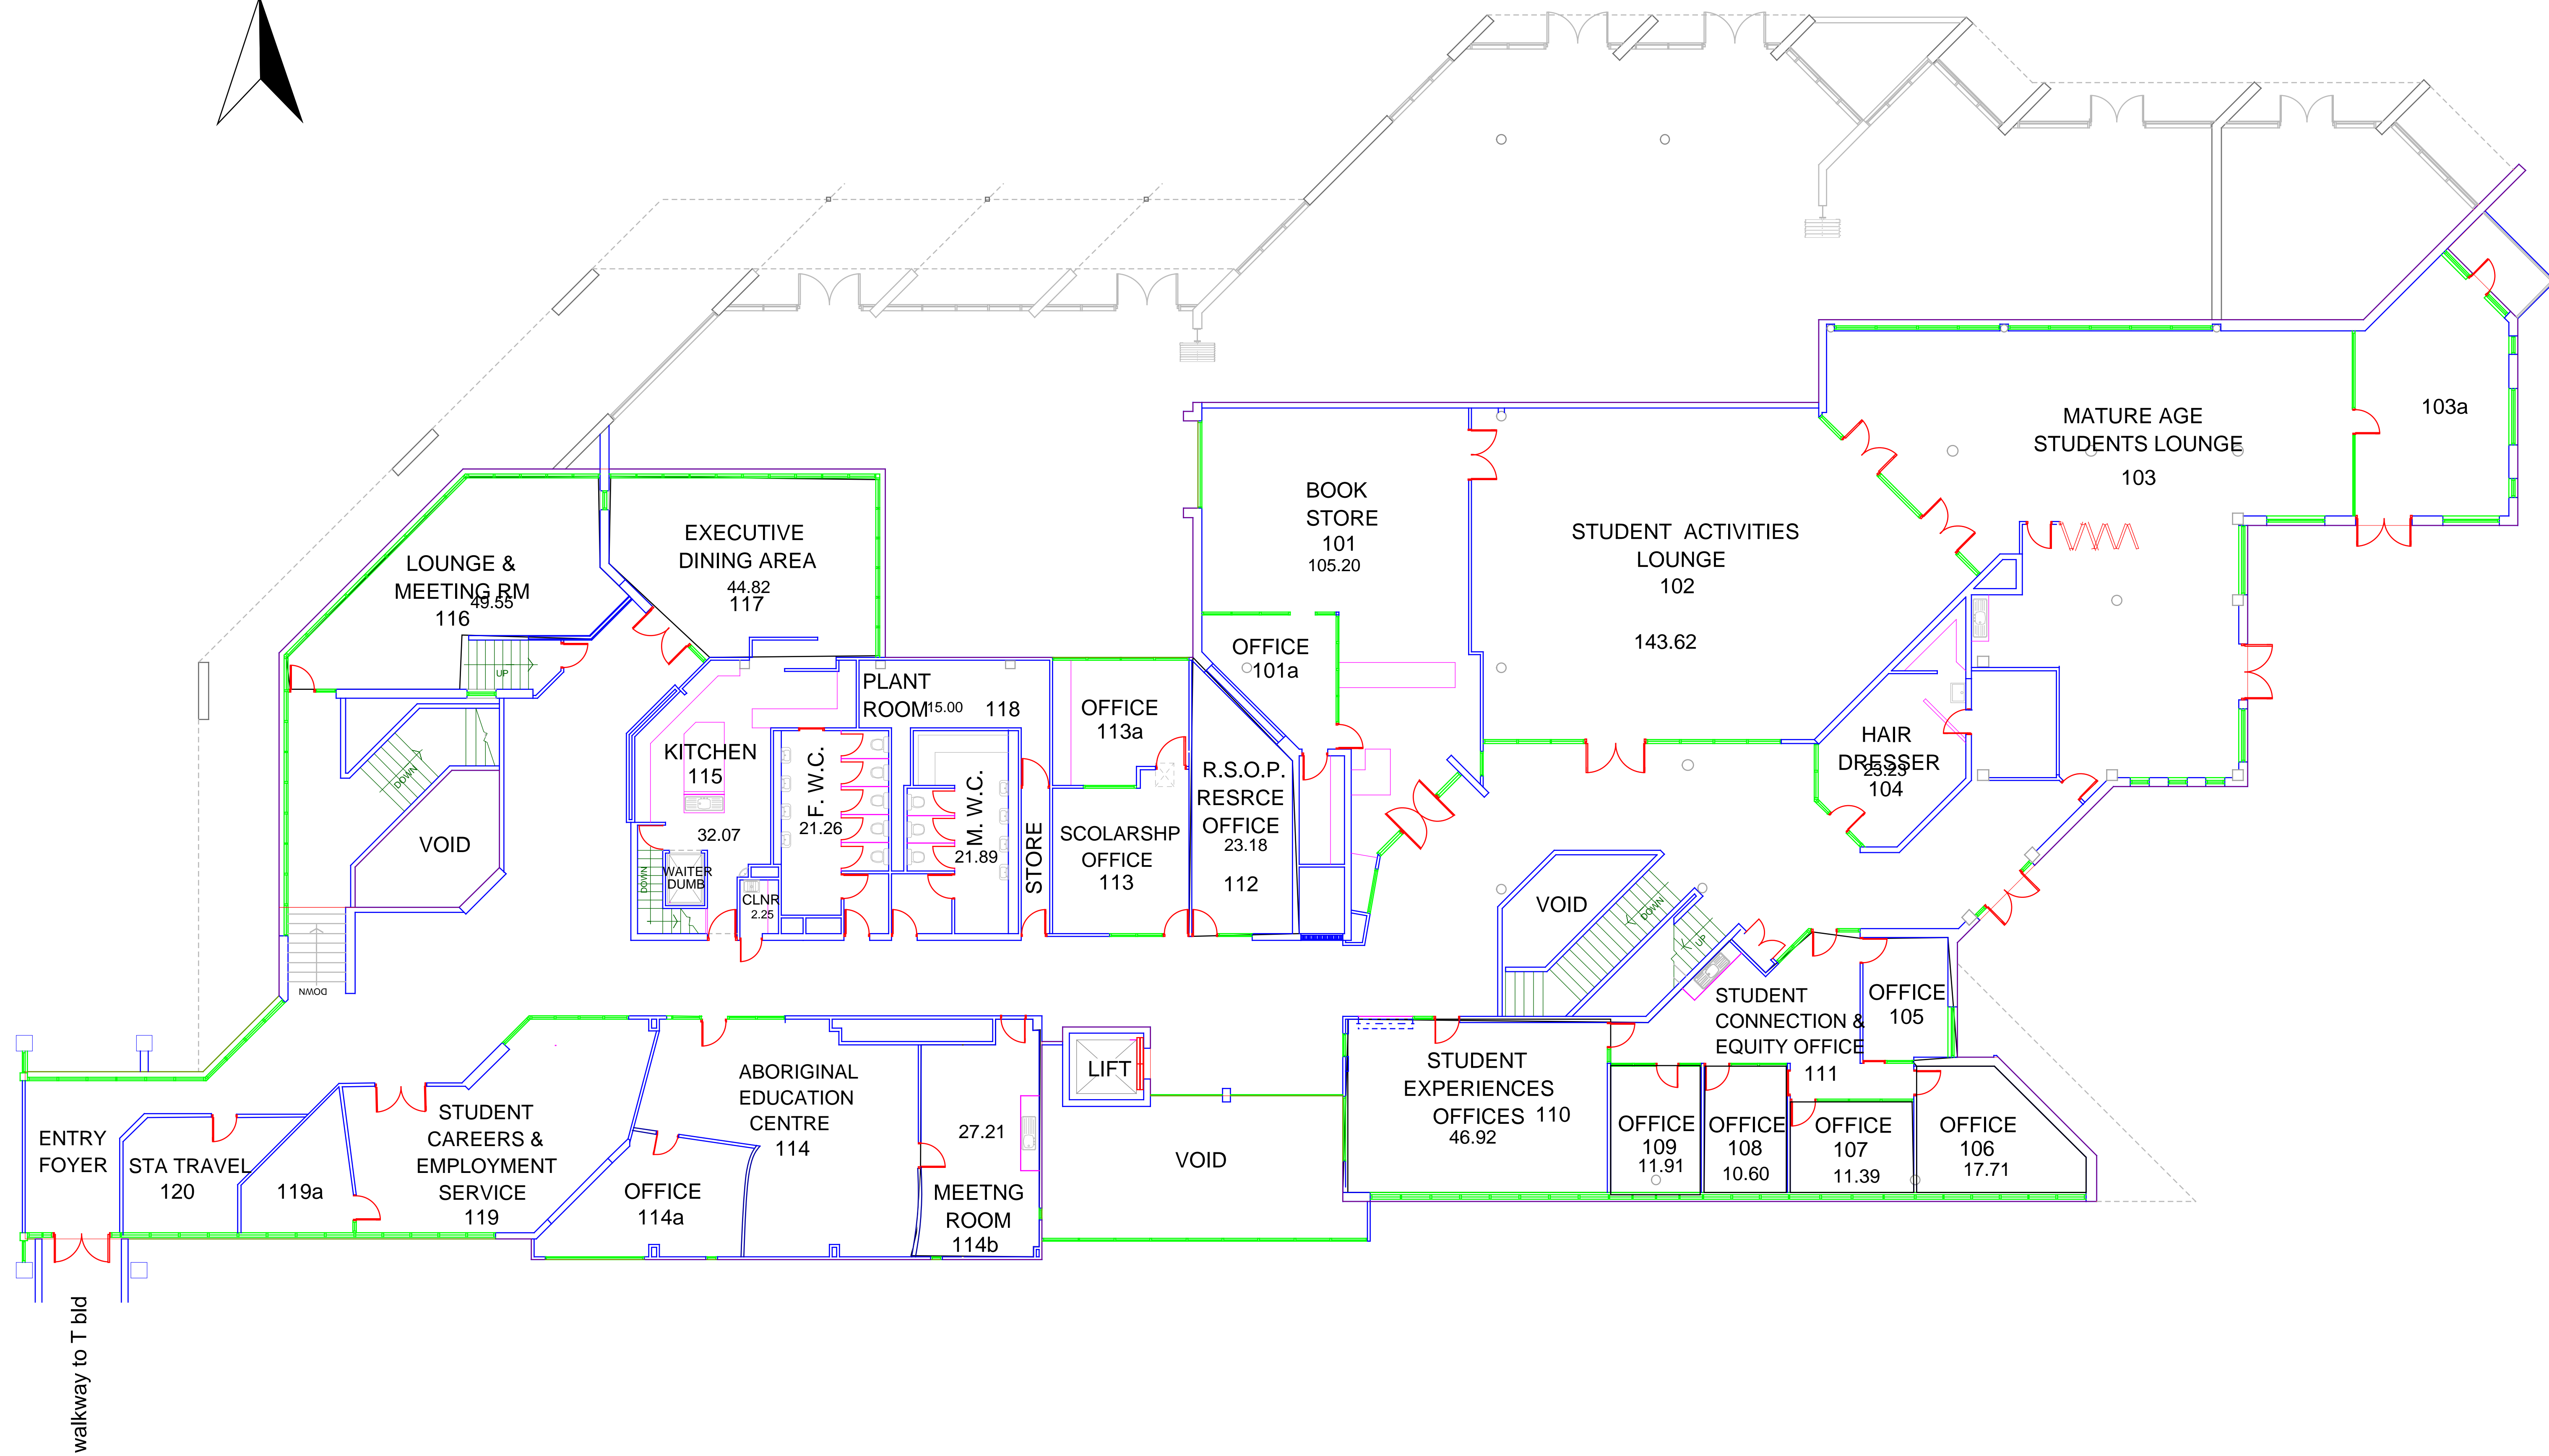 MATURE AGE
STUDENTS LOUNGE
103
103a
BOOK
STORE
101
105.20
STUDENT ACTIVITIES
LOUNGE
102
143.62
EXECUTIVE
DINING AREA
44.82
117
LOUNGE &
MEETING RM
49.55
116
UP
OFFICE
101a
PLANT
ROOM
15.00
118
OFFICE
113a
KITCHEN
115
32.07
F. W.C.
21.26
M. W.C.
21.89
STORE
R.S.O.P.
RESRCE
OFFICE
23.18
112
HAIR
DRESSER
23.23
104
DOWN
VOID
SCOLARSHP
OFFICE
113
DOWN
WAITER
DUMB
CLNR
2.25
VOID
DOWN
UP
DOWN
OFFICE
105
STUDENT
CONNECTION &
EQUITY OFFICE
111
LIFT
STUDENT
EXPERIENCES
OFFICES 110
46.92
OFFICE
109
11.91
OFFICE
108
10.60
OFFICE
107
11.39
OFFICE
106
17.71
ABORIGINAL
EDUCATION
CENTRE
114
27.21
VOID
STUDENT
CAREERS &
EMPLOYMENT
SERVICE
119
ENTRY
FOYER
STA TRAVEL
120
119a
OFFICE
114a
MEETNG
ROOM
114b
walkway to T bld